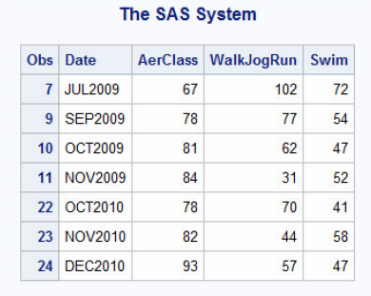 The SAS System
Obs Date AerClass WalkJogRun Swim
7 JUL2009 67 102 72
9 SEP2009 78 77 54
10 OCT2009 81 62 47
11 NOV2009 84 31 52
22 OCT2010 78 70 41
23 NOV2010 82 44 58
24 DEC2010 93 57 47